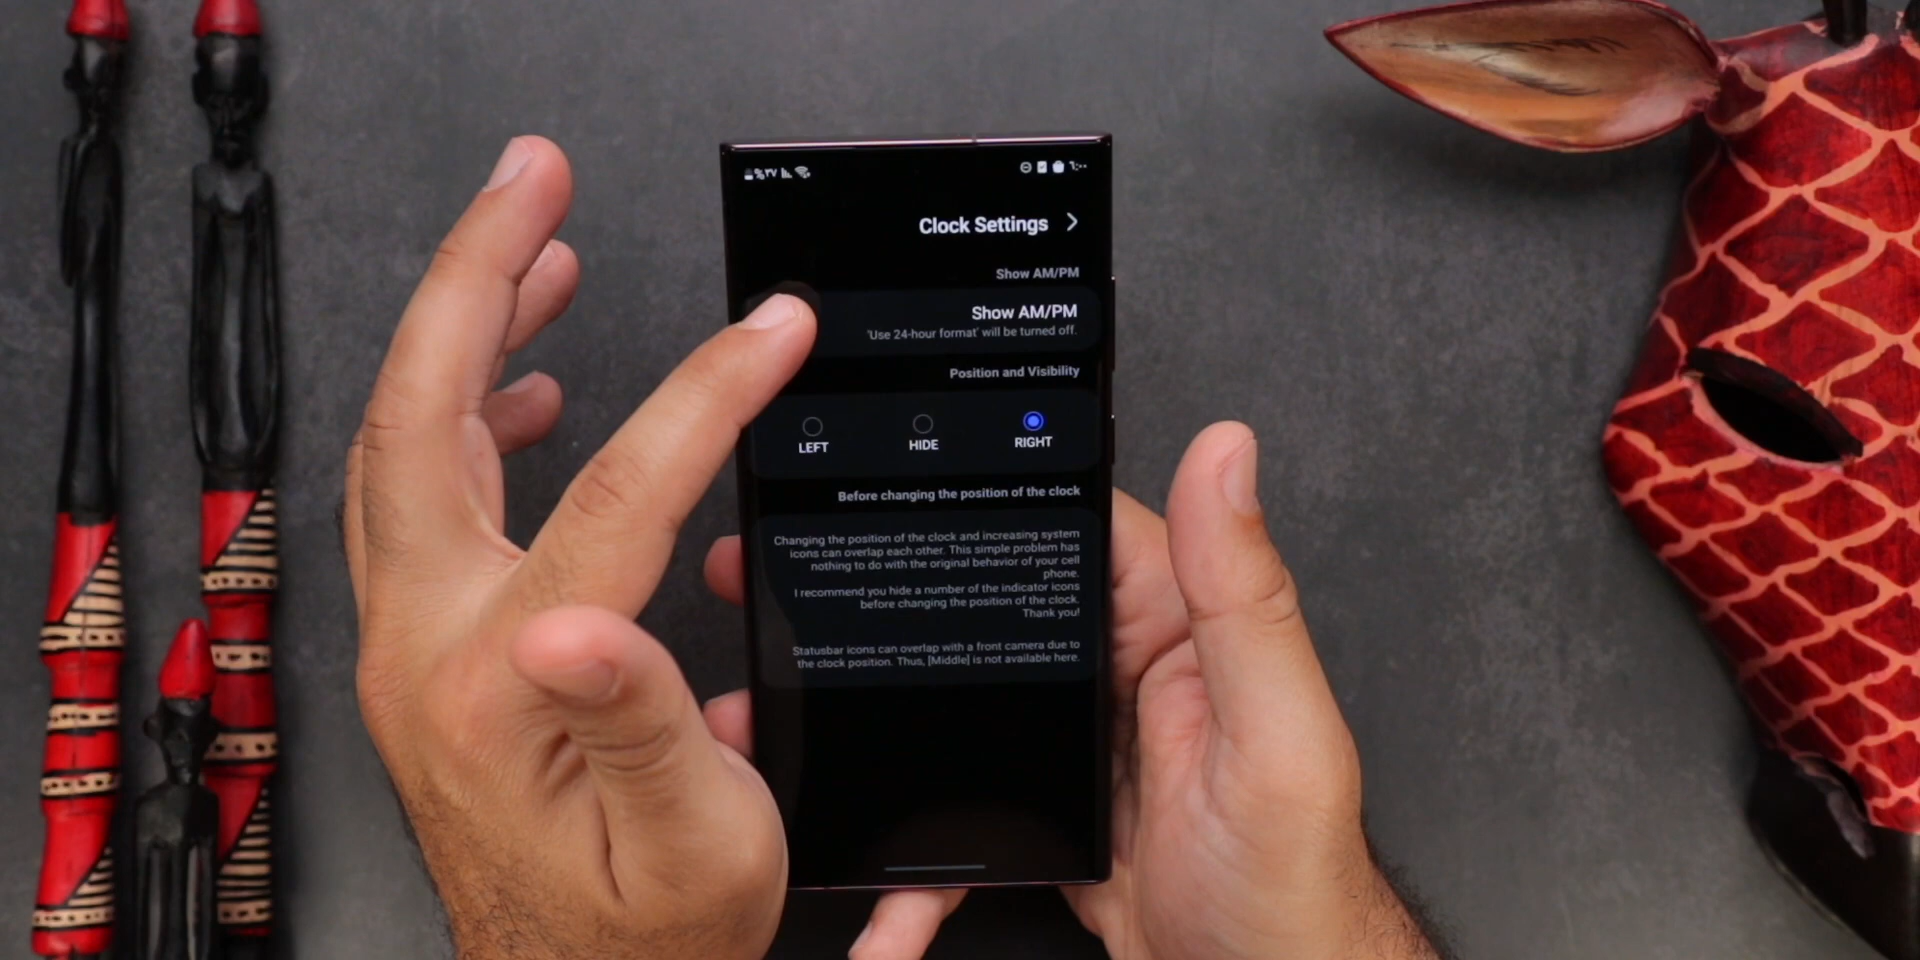 %٣٧
٦:٠٠
Clock Settings
Show AM/PM
Show AM/PM
'Use 24-hour format' will be turned off.
Position and Visibility
LEFT HIDE RIGHT
Before changing the position of the clock
Changing the position of the clock and increasing system
icons can overlap each other. This simple problem has
nothing to do with the original behavior of your cell
phone.
I recommend you hide a number of the indicator icons
before changing the position of the clock.
Thank you!
Statusbar icons can overlap with a front camera due to
the clock position. Thus, [Middle] is not available here.